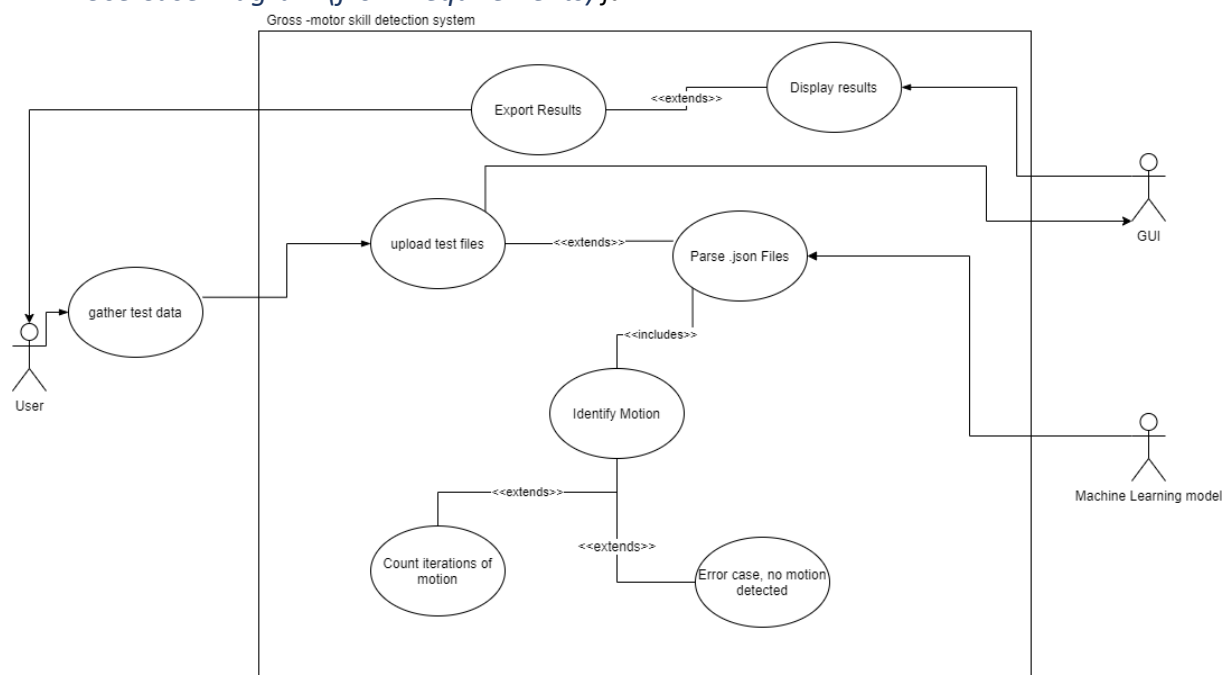 Gross -motor skill detection system
Display results
<<extends>>
Export Results
GUI
upload test files
<<extends>>
Parse .json Files
gather test data
<<includes>>
User
Identify Motion
Machine Learning model
<<extends>>
<<extends>>
Count iterations of
motion
Error case, no motion
detected